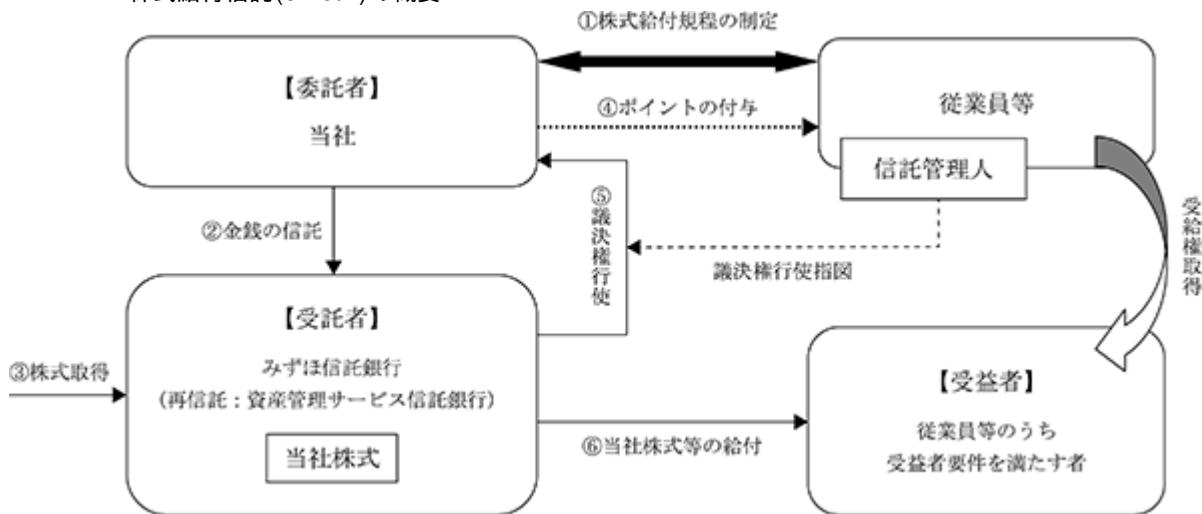 ①株式給付規程の制定
【委託者】
当社
従業員等
④ポイントの付与
信託管理人
②金銭の信託
⑤議決権行使
議決権行使指図
受給権取得
【受託者】
みずほ信託銀行
(再信託：資産管理サービス信託銀行)
当社株式
③株式取得
⑥当社株式等の給付
【受益者】
従業員等のうち
受益者要件を満たす者